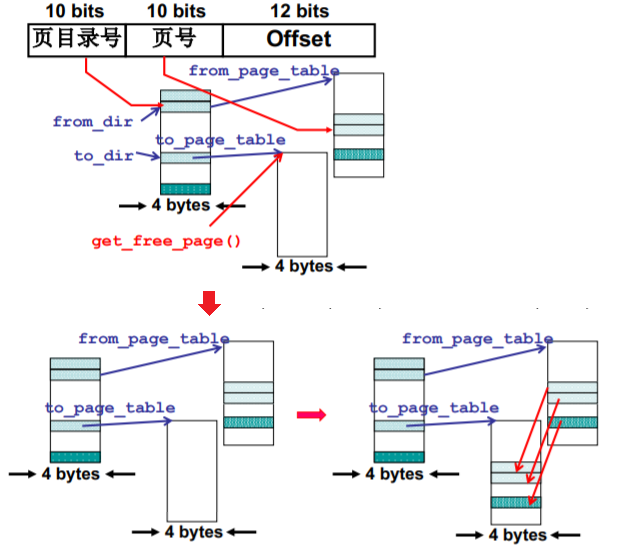 10 bits 10 bits 12 bits
页目录号 页号 Offset
from_page_table
from_dir
to_page_table
to_dir
4 bytes
get_free_page()
4 bytes
from_page_table
to_page_table
4 bytes
4 bytes
from_page_table
to_page_table
4 bytes
4 bytes